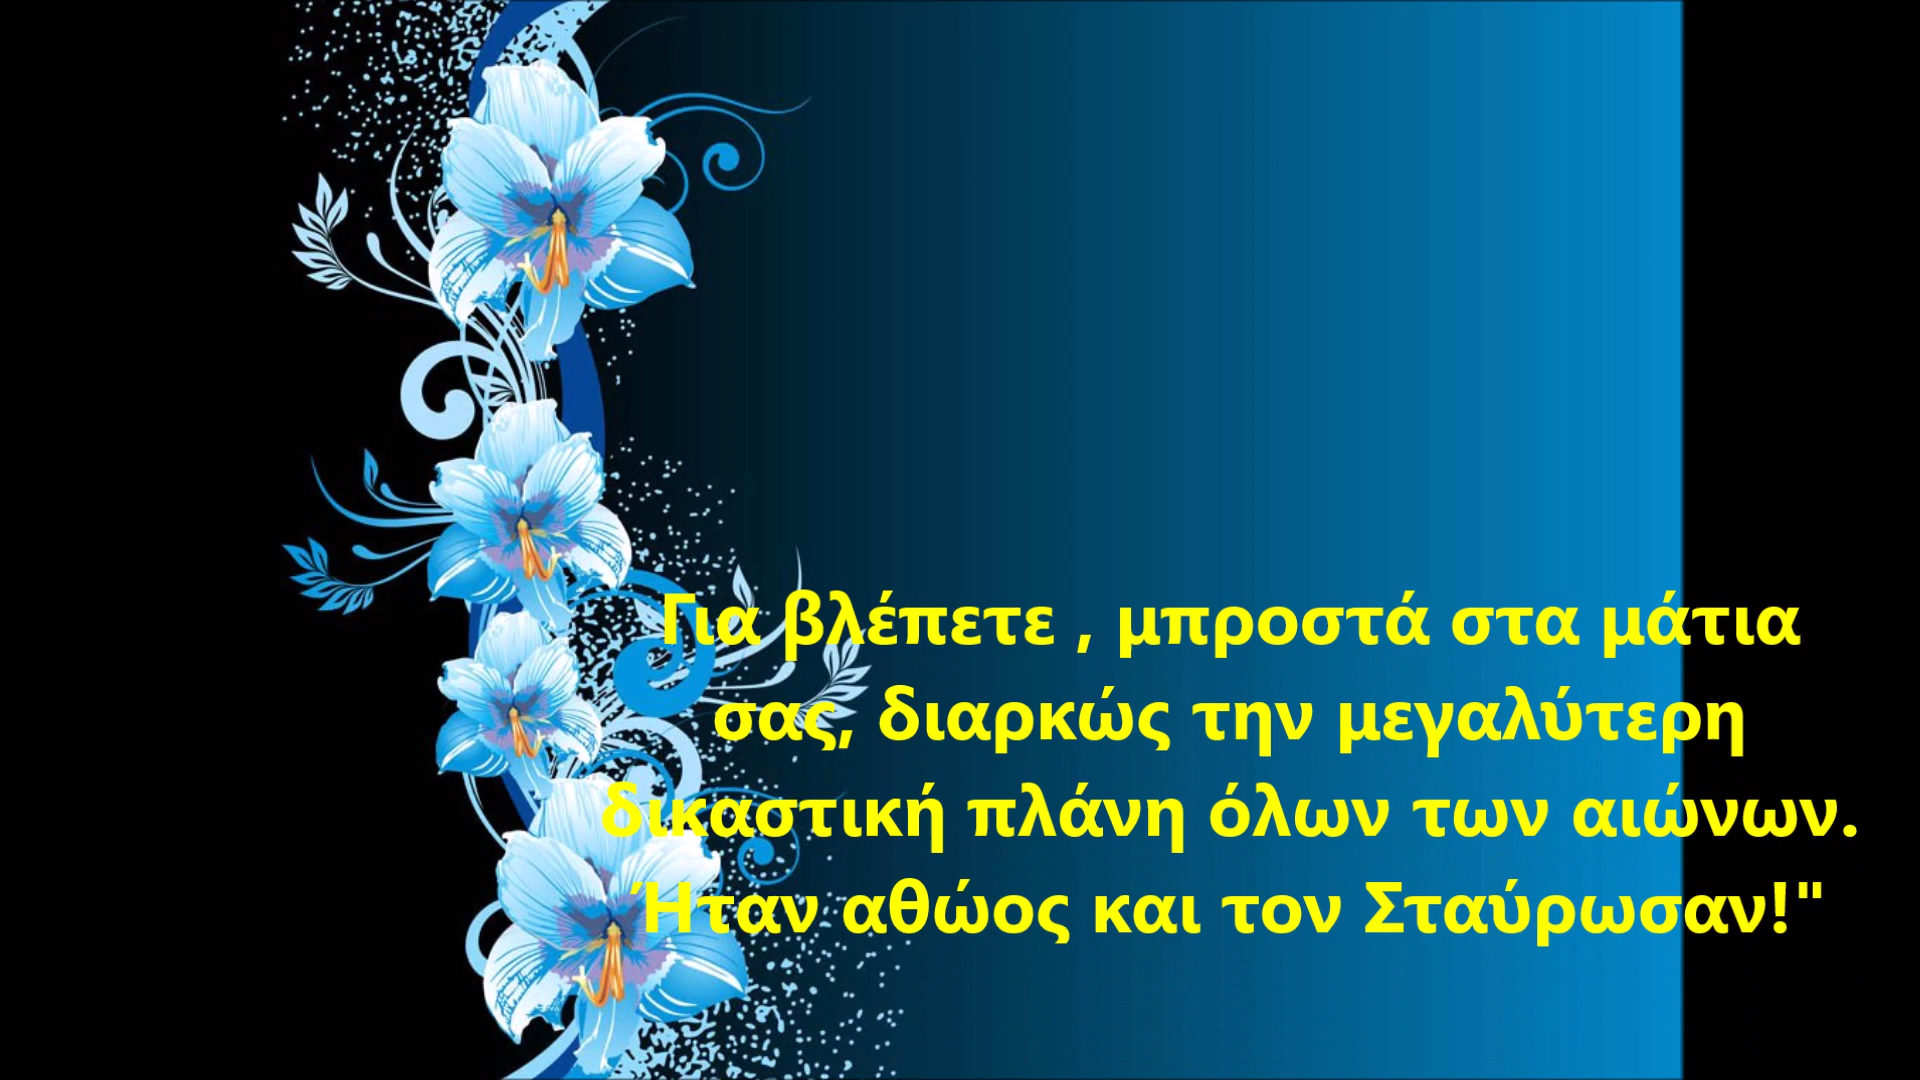 Για βλέπετε , μπροστά στα μάτια
σας, διαρκώς την μεγαλύτερη
δικαστική πλάνη όλων των αιώνων.
Ήταν αθώος και τον Σταύρωσαν!"